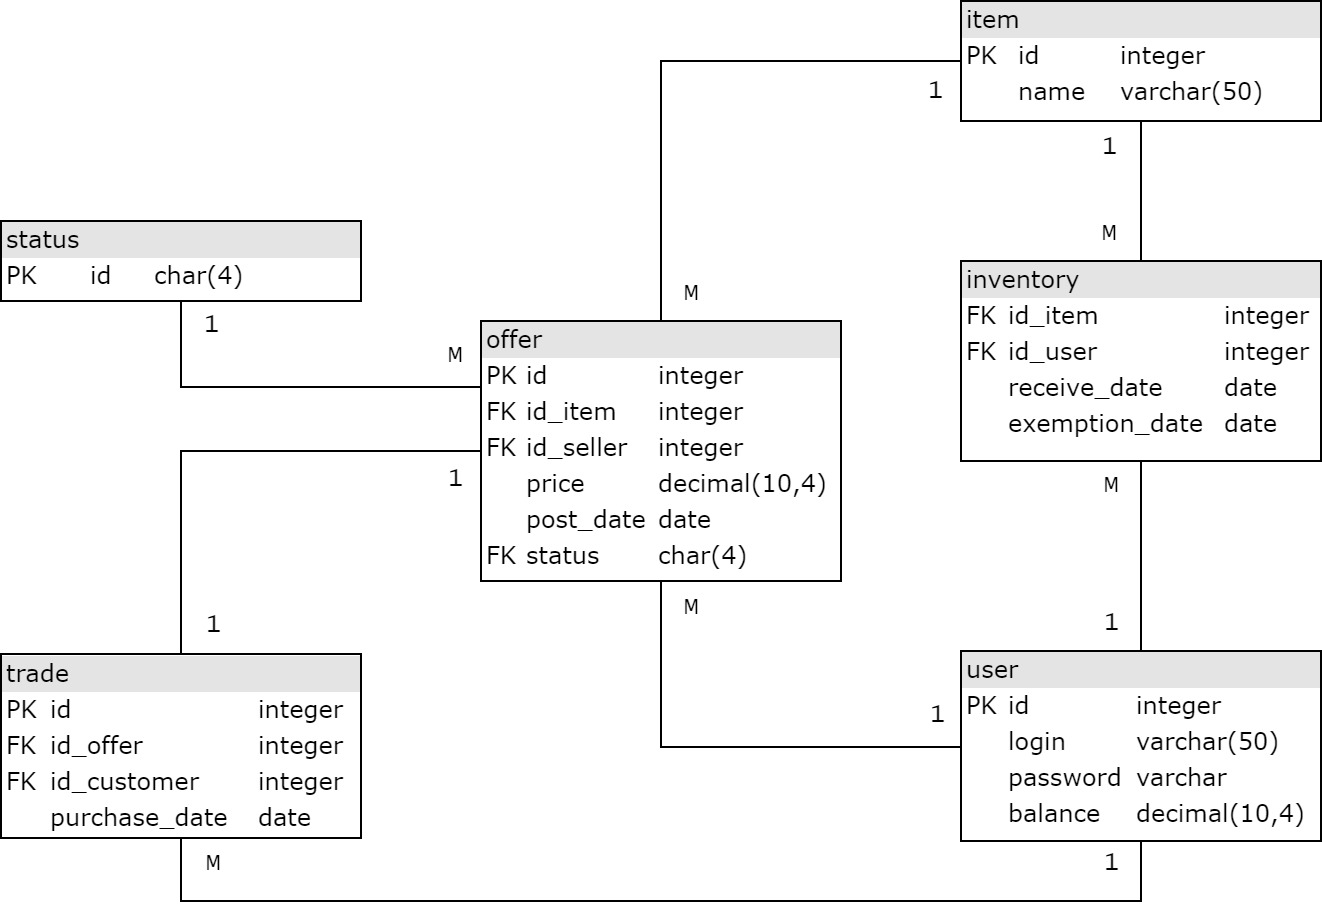 item
PK id integer
name varchar(50)
1
1
M
status
PK id char(4)
1
M
M
inventory
FK id_item integer
FK id_user integer
receive_date date
exemption_date date
offer
PK id integer
FK id_item integer
FK id_seller integer
price decimal(10,4)
post_date date
FK status char(4)
1
M
1
M
1
1
trade
PK id integer
FK id_offer integer
FK id_customer integer
purchase_date date
user
PK id integer
login varchar(50)
password varchar
balance decimal(10,4)
M
1